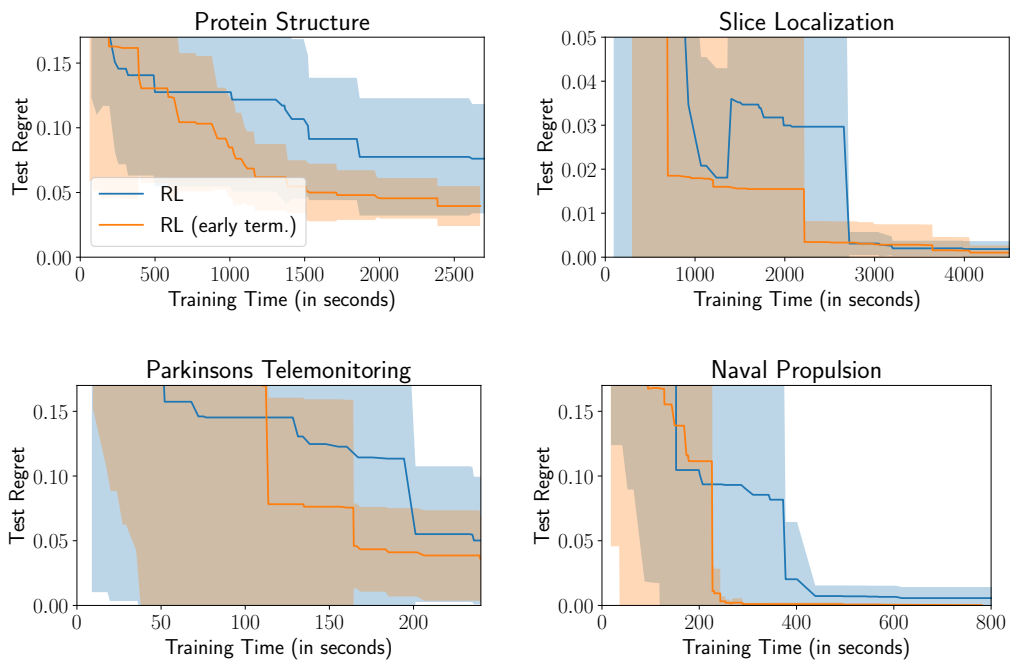 Protein Structure
Test Regret
0.15
0.10
0.05
0.00
RL
RL (early term.)
0 500 1000 1500 2000 2500
Training Time (in seconds)
Slice Localization
Test Regret
0.05
0.04
0.03
0.02
0.01
0.00
0 1000 2000 3000 4000
Training Time (in seconds)
Parkinsons Telemonitoring
Test Regret
0.15
0.10
0.05
0.00
0 50 100 150 200
Training Time (in seconds)
Naval Propulsion
Test Regret
0.15
0.10
0.05
0.00
0 200 400 600 800
Training Time (in seconds)